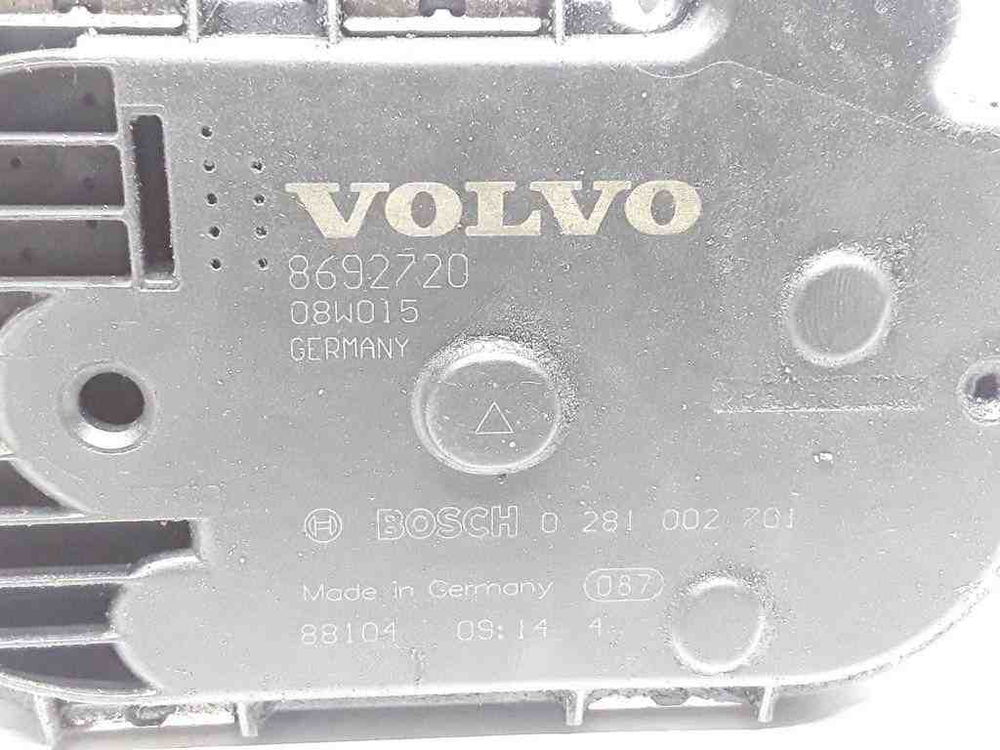 VOLVO
8692720
08W015
GERMANY
BOSCH 0 281 002 701
Made in Germany 087
88104 09:14 4